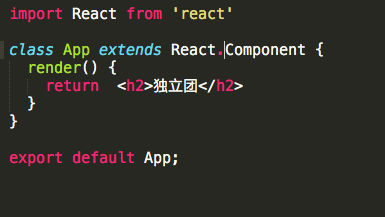 import React from 'react'
class App extends React.Component {
render() {
return  <h2>独立团</h2>
}
}
export default App;